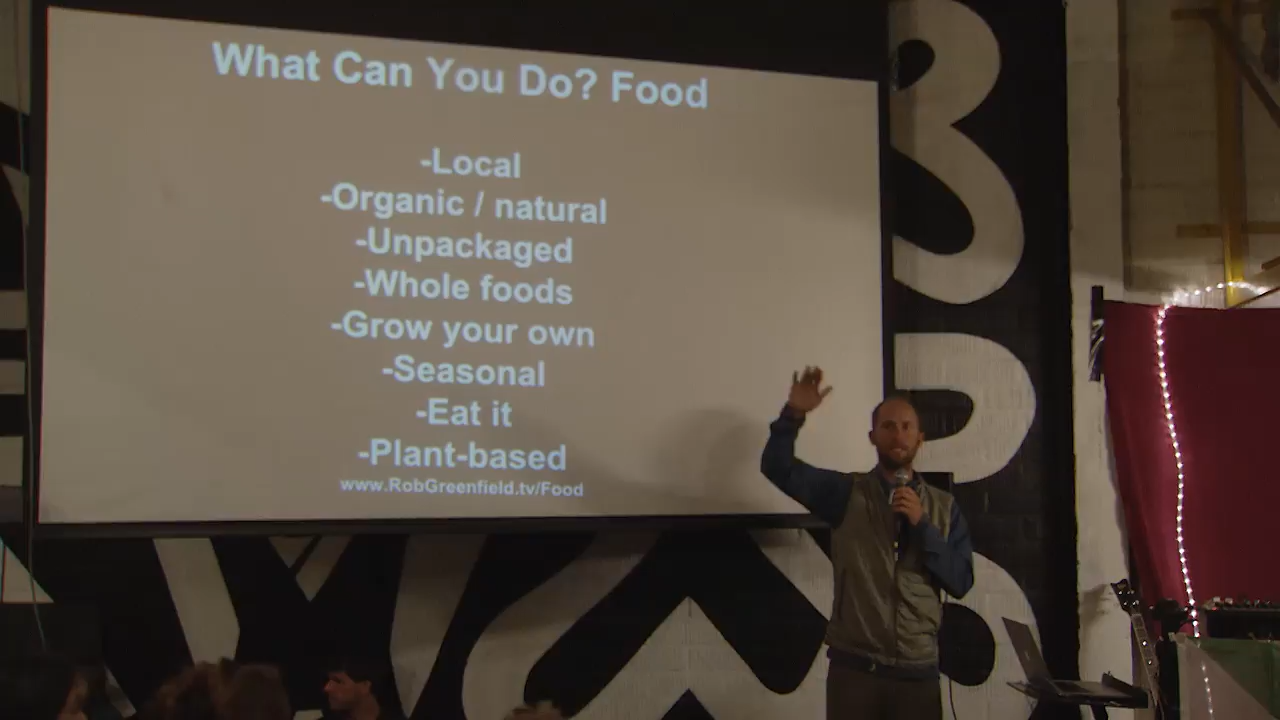 What Can You Do? Food
-Local
-Organic / natural
-Unpackaged
-Whole foods
-Grow your own
-Seasonal
-Eat it
-Plant-based
www.RobGreenfield.tv/Food